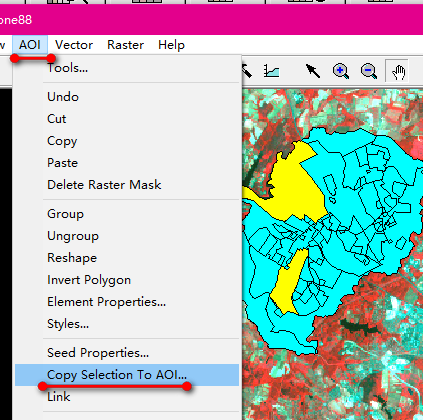 one88
w AOI Vector Raster Help
Tools...
Undo
Cut
Copy
Paste
Delete Raster Mask
Group
Ungroup
Reshape
Invert Polygon
Element Properties...
Styles...
Seed Properties...
Copy Selection To AOI...
Link